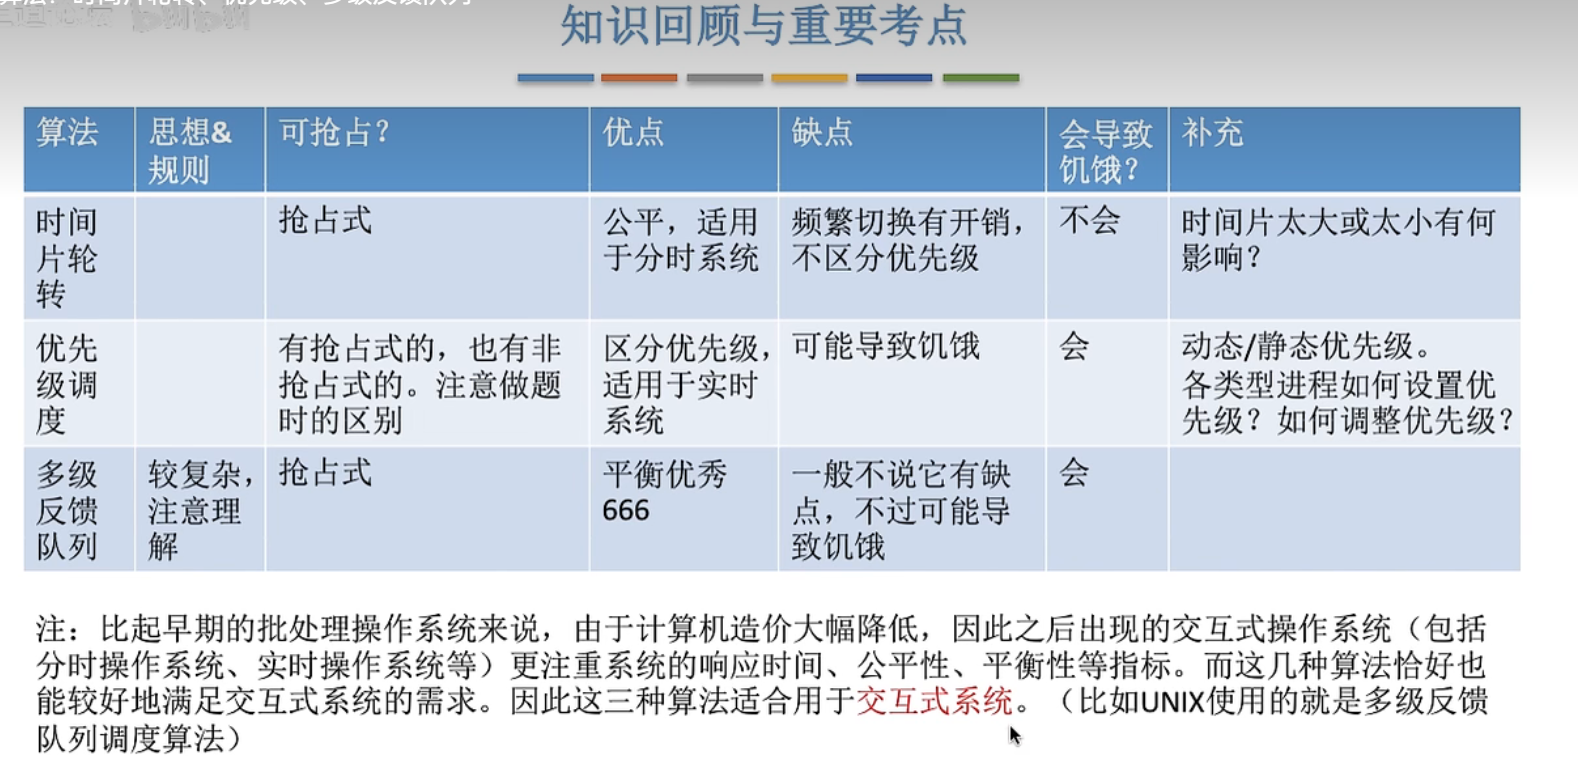 知识回顾与重要考点
算法
思想&
规则
可抢占？
优点
缺点
会导致
饥饿？
补充
时间
片轮
转
抢占式
公平，适用
于分时系统
频繁切换有开销，
不区分优先级
不会
时间片太大或太小有何
影响？
优先
级调
度
有抢占式的，也有非
抢占式的。注意做题
时的区别
区分优先级，
适用于实时
系统
可能导致饥饿
会
动态/静态优先级。
各类型进程如何设置优
先级？如何调整优先级？
多级
反馈
队列
较复杂，
注意理
解
抢占式
平衡优秀
666
一般不说它有缺
点，不过可能导
致饥饿
会
注：比起早期的批处理操作系统来说，由于计算机造价大幅降低，因此之后出现的交互式操作系统（包括
分时操作系统、实时操作系统等）更注重系统的响应时间、公平性、平衡性等指标。而这几种算法恰好也
能较好地满足交互式系统的需求。因此这三种算法适合用于交互式系统。（比如UNIX使用的就是多级反馈
队列调度算法）